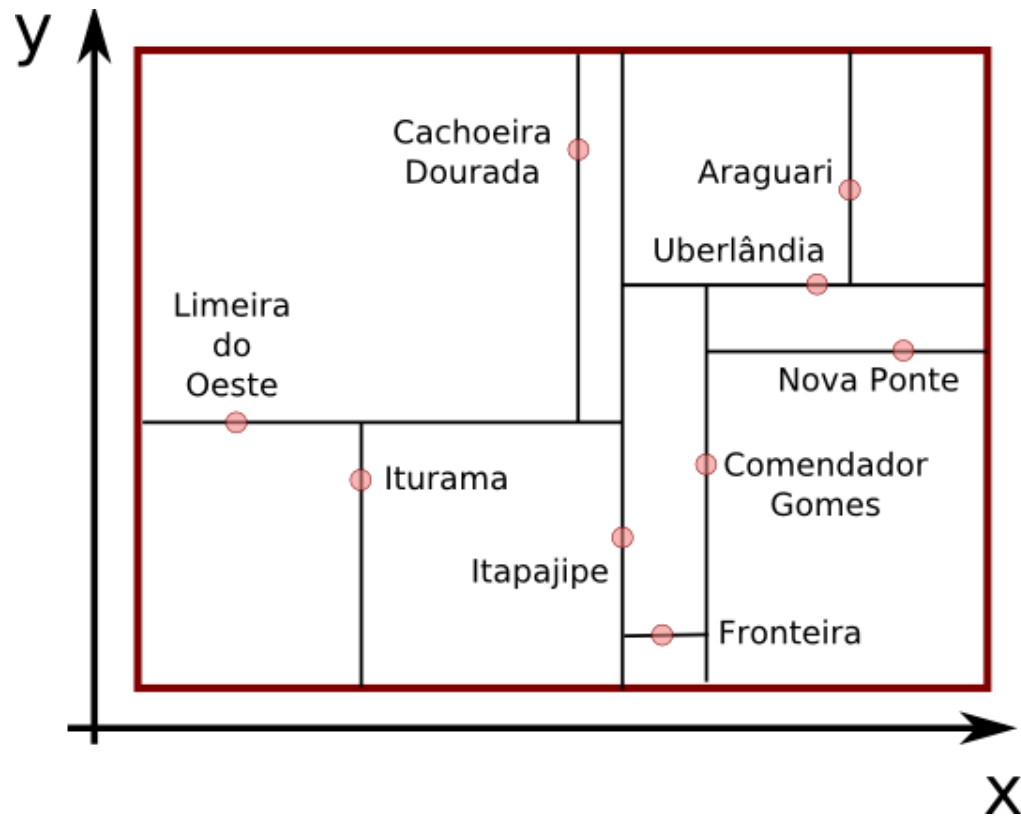 y
Cachoeira
Dourada
Araguari
Uberlândia
Limeira
do
Oeste
Nova Ponte
Iturama
Comendador
Gomes
Itapajipe
Fronteira
x